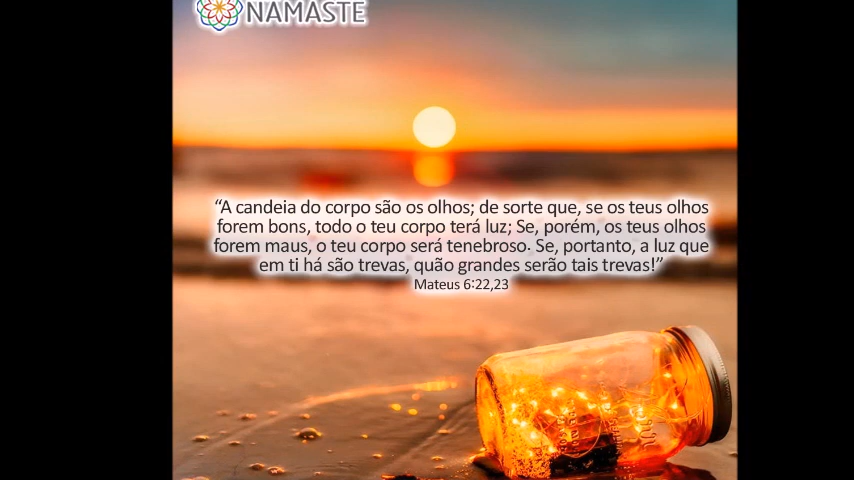 NAMASTE
“A candeia do corpo são os olhos; de sorte que, se os teus olhos
forem bons, todo o teu corpo terá luz; Se, porém, os teus olhos
forem maus, o teu corpo será tenebroso. Se, portanto, a luz que
em ti há são trevas, quão grandes serão tais trevas!”
Mateus 6:22,23